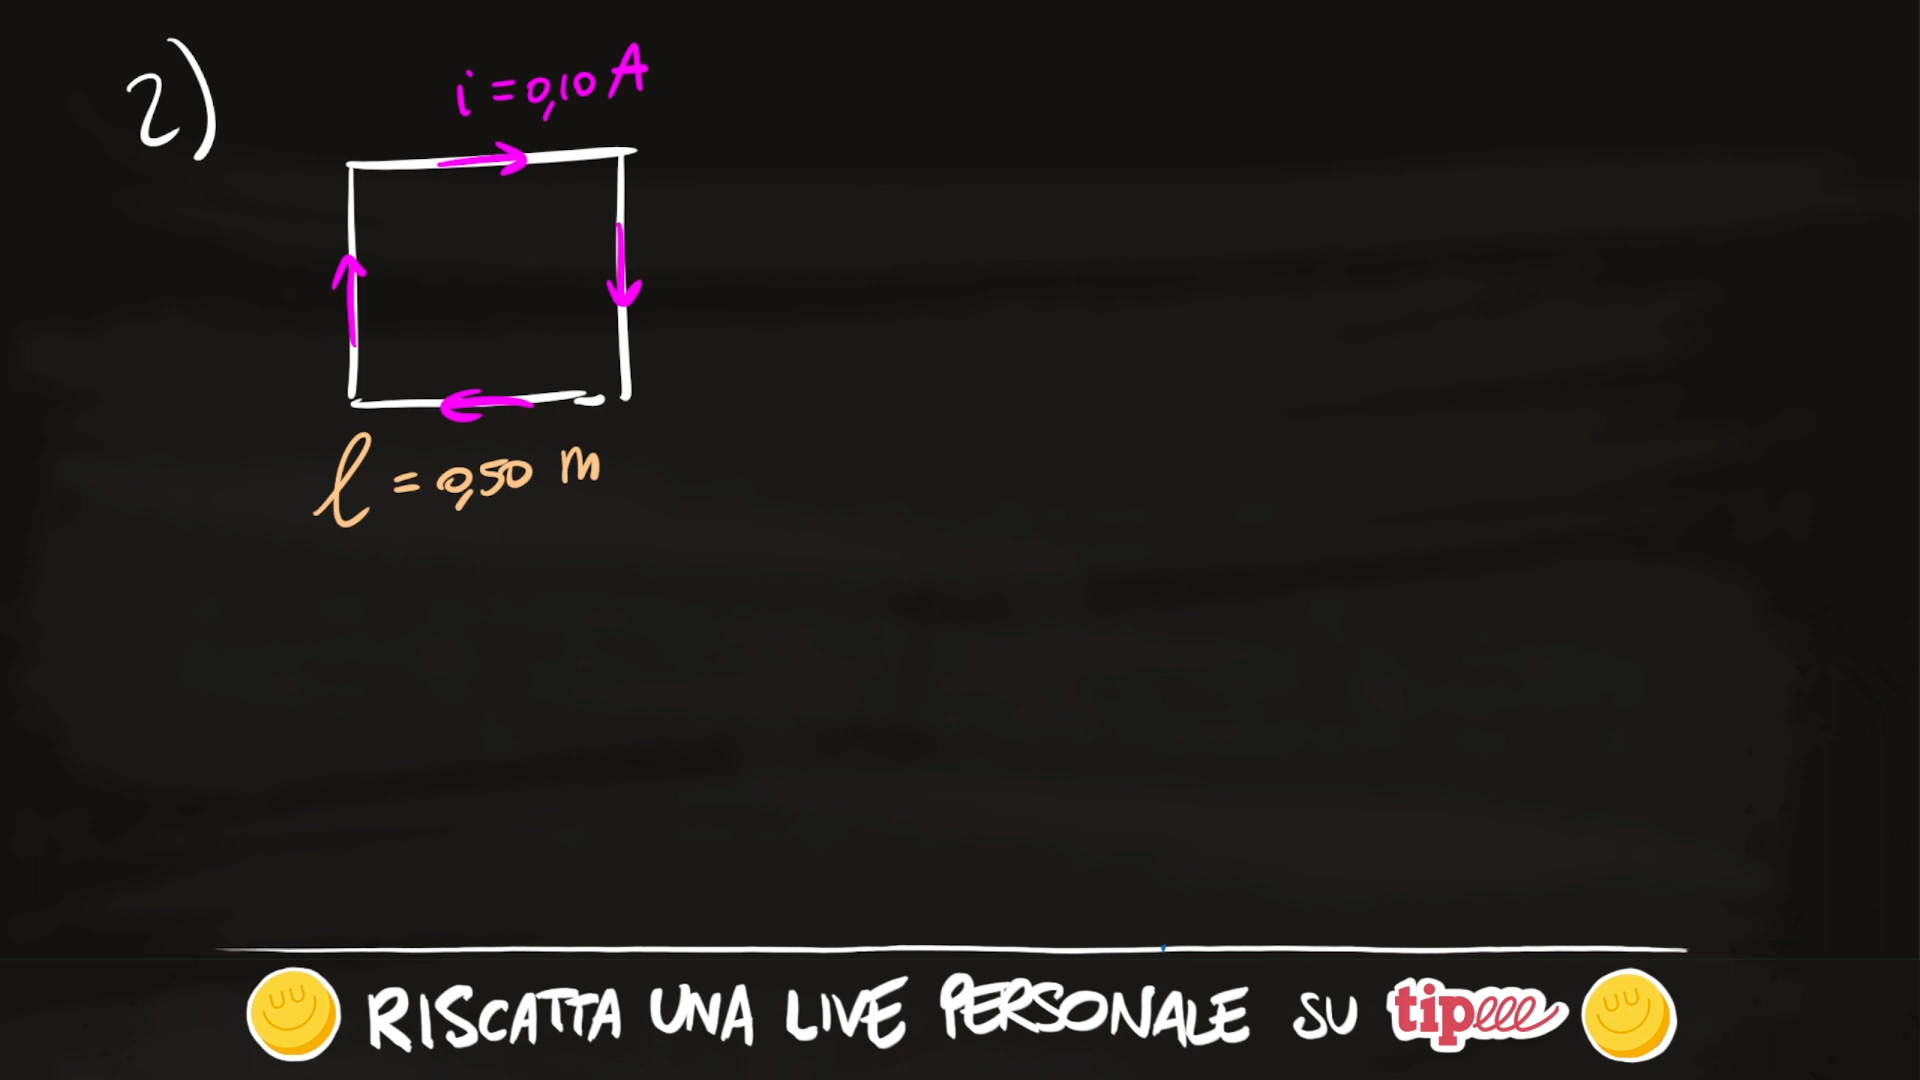 2)
i = 0,10 A
l = 0,50 m
RISCATTA UNA LIVE PERSONALE SU tipeee